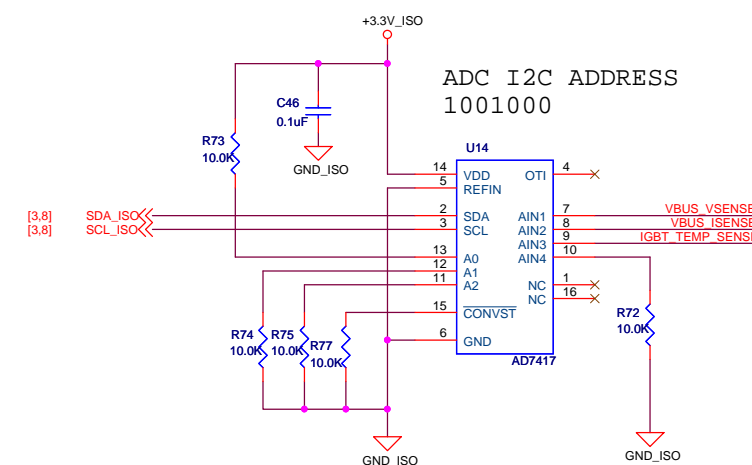 +3.3V_ISO
ADC I2C ADDRESS
1001000
C46
0.1uF
R73
10.0K
GND_ISO
U14
14 VDD OTI 4
5 REFIN
[3,8] SDA_ISO 2 SDA AIN1 7 VBUS_VSENSE
[3,8] SCL_ISO 3 SCL AIN2 8 VBUS_ISENSE
AIN3 9 IGBT_TEMP_SENSE
13 A0 AIN4 10
12 A1
11 A2 NC 1
NC 16
15 CONVST
R72
10.0K
R74 R75 R77
10.0K 10.0K 10.0K
6 GND
AD7417
GND_ISO
GND_ISO